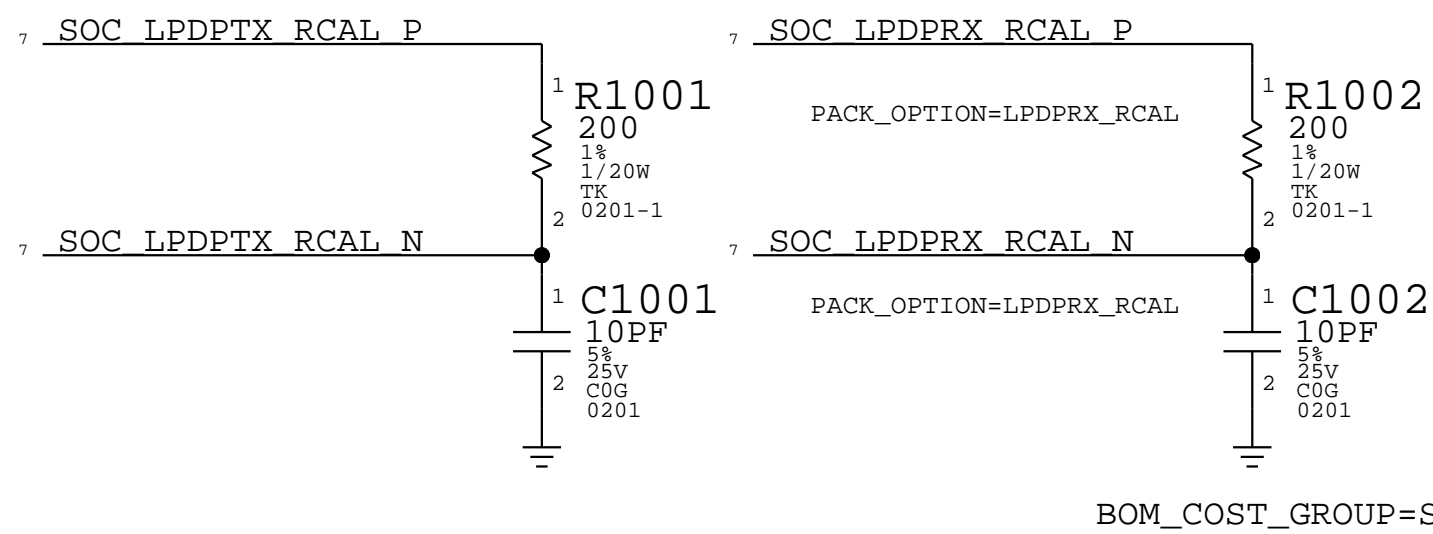 7 SOC_LPDPTX_RCAL_P
1
R1001
200
1%
1/20W
TK
0201-1
2
7 SOC_LPDPTX_RCAL_N
1
C1001
10PF
5%
25V
C0G
0201
2
7 SOC_LPDPRX_RCAL_P
PACK_OPTION=LPDPRX_RCAL
1
R1002
200
1%
1/20W
TK
0201-1
2
7 SOC_LPDPRX_RCAL_N
PACK_OPTION=LPDPRX_RCAL
1
C1002
10PF
5%
25V
C0G
0201
2
BOM_COST_GROUP=S